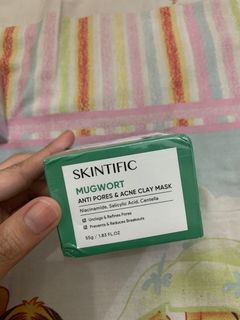 SKINTIFIC
MUGWORT
ANTI PORES & ACNE CLAY MASK
Niacinamide, Salicylic Acid, Centella
Unclogs & Refines Pores
Prevents & Reduces Breakouts
55g / 1.83 FL OZ